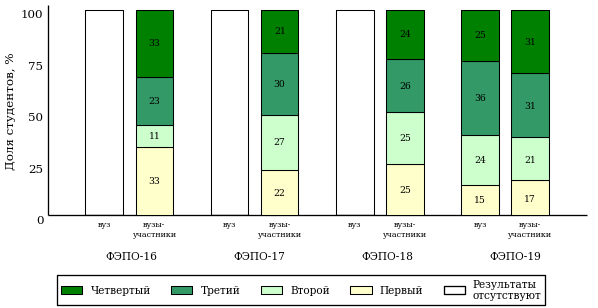 Доля студентов, %
100
75
50
25
0
33
23
11
33
21
30
27
22
24
26
25
25
25
36
24
15
31
31
21
17
вуз
вузы-
участники
вуз
вузы-
участники
вуз
вузы-
участники
вуз
вузы-
участники
ФЭПО-16
ФЭПО-17
ФЭПО-18
ФЭПО-19
Четвертый
Третий
Второй
Первый
Результаты
отсутствуют